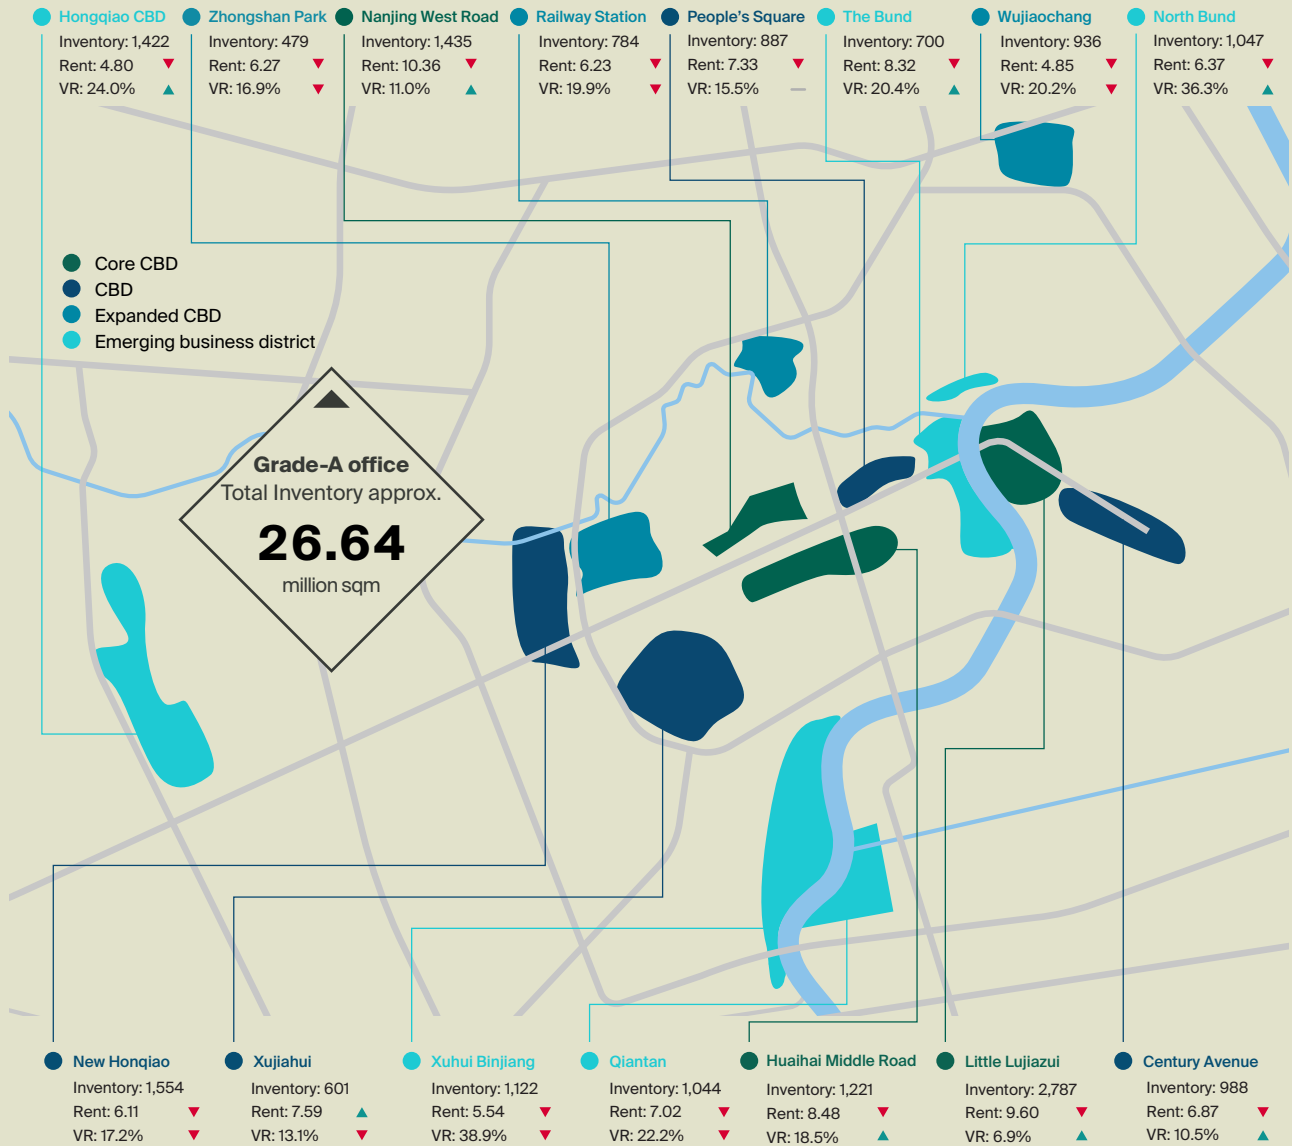 Hongqiao CBD
Inventory: 1,422
Rent: 4.80
VR: 24.0%
Zhongshan Park
Inventory: 479
Rent: 6.27
VR: 16.9%
Nanjing West Road
Inventory: 1,435
Rent: 10.36
VR: 11.0%
Railway Station
Inventory: 784
Rent: 6.23
VR: 19.9%
People's Square
Inventory: 887
Rent: 7.33
VR: 15.5%
The Bund
Inventory: 700
Rent: 8.32
VR: 20.4%
Wujiaochang
Inventory: 936
Rent: 4.85
VR: 20.2%
North Bund
Inventory: 1,047
Rent: 6.37
VR: 36.3%
Core CBD
CBD
Expanded CBD
Emerging business district
Grade-A office
Total Inventory approx.
26.64
million sqm
New Honqiao
Inventory: 1,554
Rent: 6.11
VR: 17.2%
Xujiahui
Inventory: 601
Rent: 7.59
VR: 13.1%
Xuhui Binjiang
Inventory: 1,122
Rent: 5.54
VR: 38.9%
Qiantan
Inventory: 1,044
Rent: 7.02
VR: 22.2%
Huaihai Middle Road
Inventory: 1,221
Rent: 8.48
VR: 18.5%
Little Lujiazui
Inventory: 2,787
Rent: 9.60
VR: 6.9%
Century Avenue
Inventory: 988
Rent: 6.87
VR: 10.5%